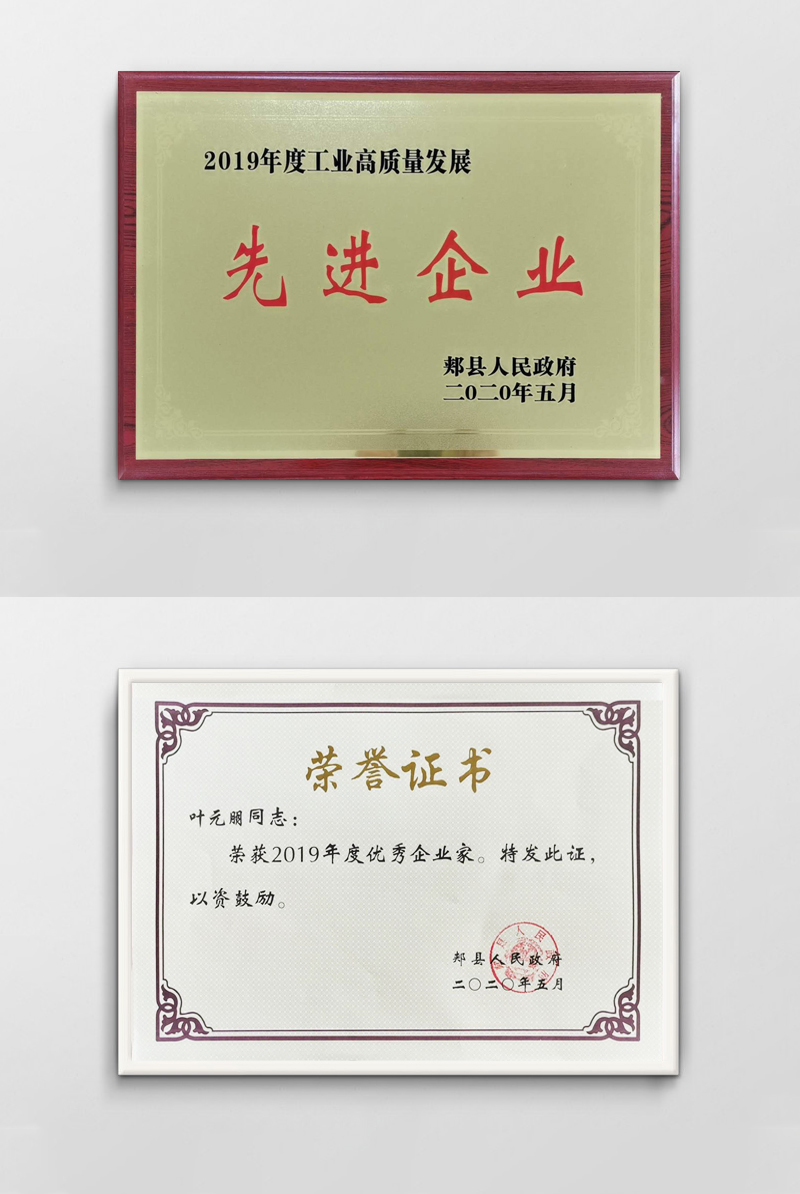 2019年度工业高质量发展
先进企业
郏县人民政府
二0二0年五月
荣誉证书
叶元朋同志：
荣获2019年度优秀企业家。特发此证，
以资鼓励。
郏县人民政府
二〇二〇年五月